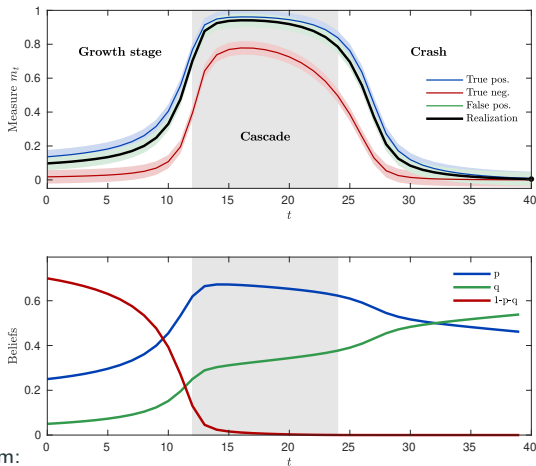 1
0.8
0.6
0.4
0.2
0
Measure m_t
Growth stage
Crash
Cascade
True pos.
True neg.
False pos.
Realization
0 5 10 15 20 25 30 35 40
t
0.6
0.4
0.2
0
Beliefs
p
q
1-p-q
0 5 10 15 20 25 30 35 40
t
m: